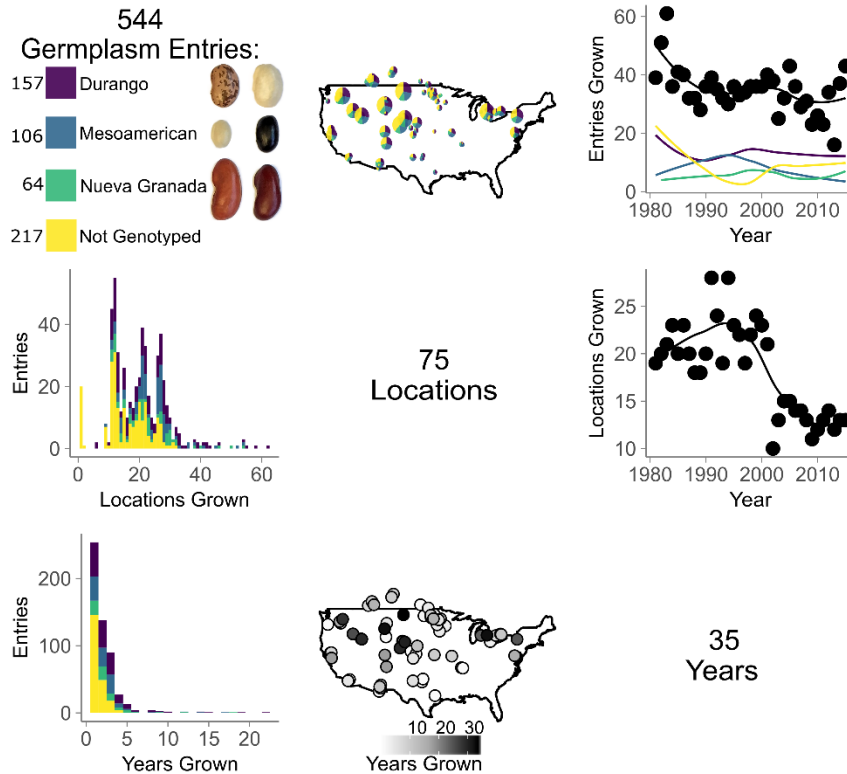 544
Germplasm Entries:
157 Durango
106 Mesoamerican
64 Nueva Granada
217 Not Genotyped
Entries Grown
60
40
20
0
1980 1990 2000 2010
Year
Entries
40
20
0
0 20 40 60
Locations Grown
75
Locations
Locations Grown
25
20
15
10
1980 1990 2000 2010
Year
Entries
200
100
0
0 5 10 15 20
Years Grown
10 20 30
Years Grown
35
Years